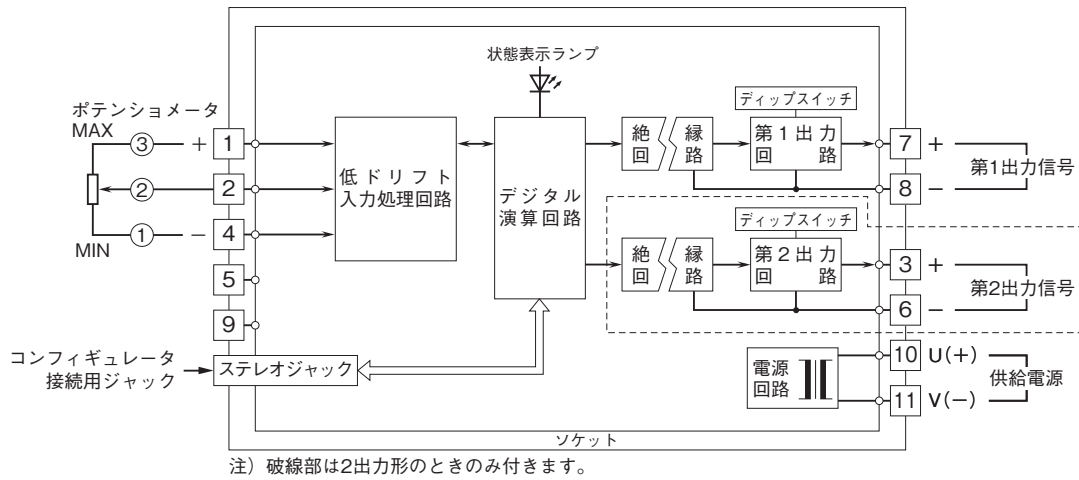 状態表示ランプ
ポテンショメータ
MAX
③
+
1
②
2
①
−
4
MIN
5
9
低ドリフト
入力処理回路
デジタル
演算回路
絶 縁
回 路
ディップスイッチ
第1出力
回 路
7
+
8
−
第1出力信号
絶 縁
回 路
ディップスイッチ
第2出力
回 路
3
+
6
−
第2出力信号
コンフィギュレータ
接続用ジャック
ステレオジャック
電源
回路
10
U(+)
11
V(−)
供給電源
ソケット
注）破線部は2出力形のときのみ付きます。